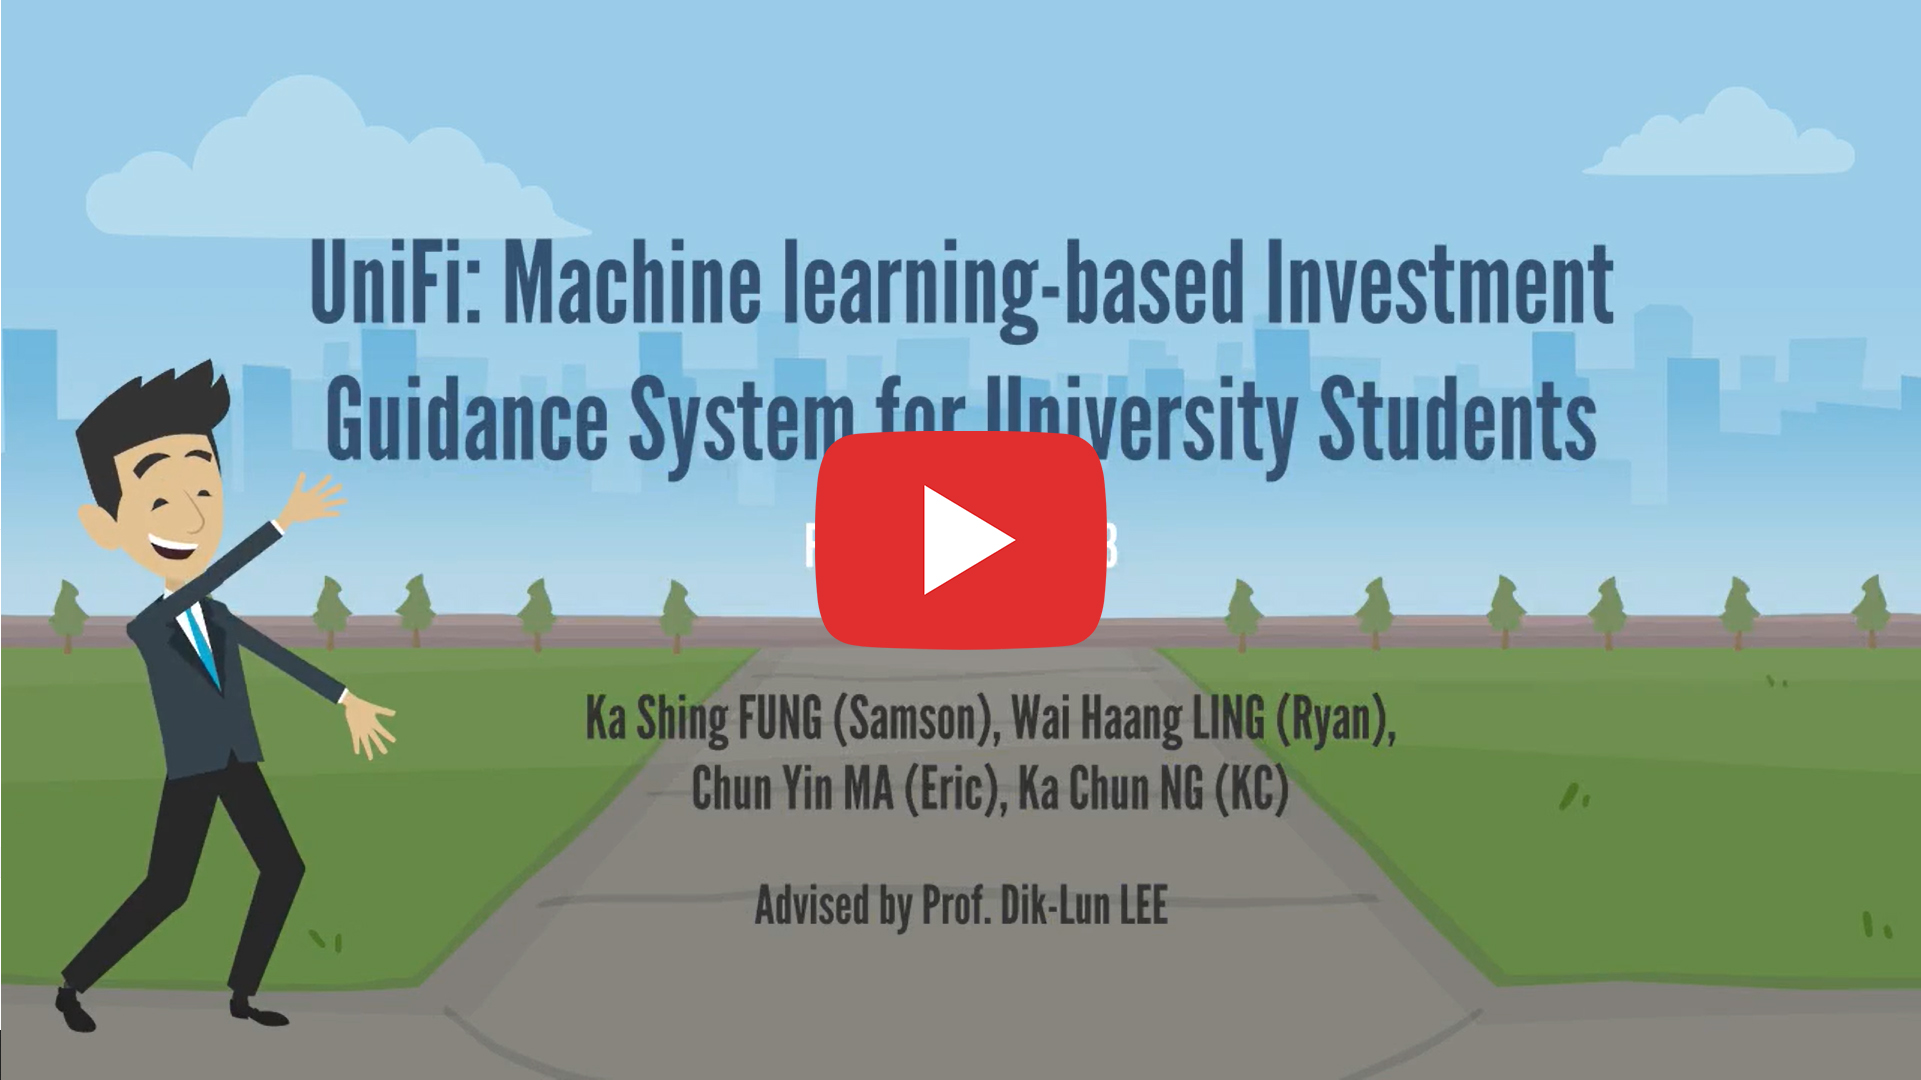 UniFi: Machine learning-based Investment
Guidance System for University Students
Ka Shing FUNG (Samson), Wai Haang LING (Ryan),
Chun Yin MA (Eric), Ka Chun NG (KC)
Advised by Prof. Dik-Lun LEE